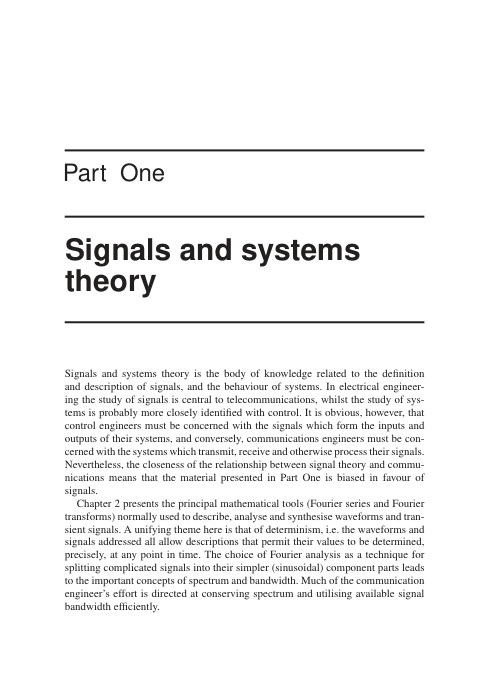 Part One
Signals and systems
theory
Signals and systems theory is the body of knowledge related to the definition
and description of signals, and the behaviour of systems. In electrical engineer-
ing the study of signals is central to telecommunications, whilst the study of sys-
tems is probably more closely identified with control. It is obvious, however, that
control engineers must be concerned with the signals which form the inputs and
outputs of their systems, and conversely, communications engineers must be con-
cerned with the systems which transmit, receive and otherwise process their signals.
Nevertheless, the closeness of the relationship between signal theory and commu-
nications means that the material presented in Part One is biased in favour of
signals.
Chapter 2 presents the principal mathematical tools (Fourier series and Fourier
transforms) normally used to describe, analyse and synthesise waveforms and tran-
sient signals. A unifying theme here is that of determinism, i.e. the waveforms and
signals addressed all allow descriptions that permit their values to be determined,
precisely, at any point in time. The choice of Fourier analysis as a technique for
splitting complicated signals into their simpler (sinusoidal) component parts leads
to the important concepts of spectrum and bandwidth. Much of the communication
engineer's effort is directed at conserving spectrum and utilising available signal
bandwidth efficiently.